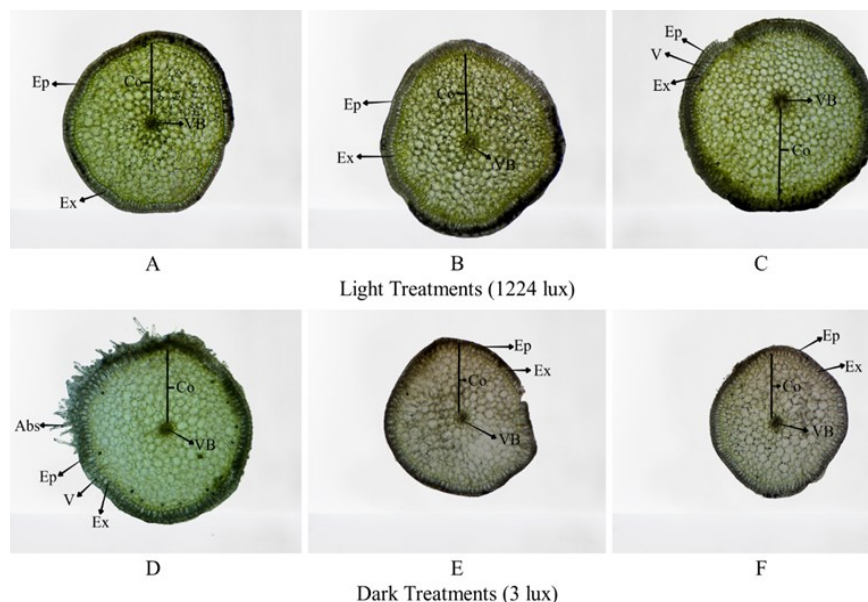 Ep
Co
VB
Ex
A
Ep
Co
Ex
VB
B
Ep
V
Ex
VB
Co
C
Light Treatments (1224 lux)
Abs
Co
VB
Ep
V
Ex
D
Ep
Ex
Co
VB
E
Ep
Ex
Co
VB
F
Dark Treatments (3 lux)